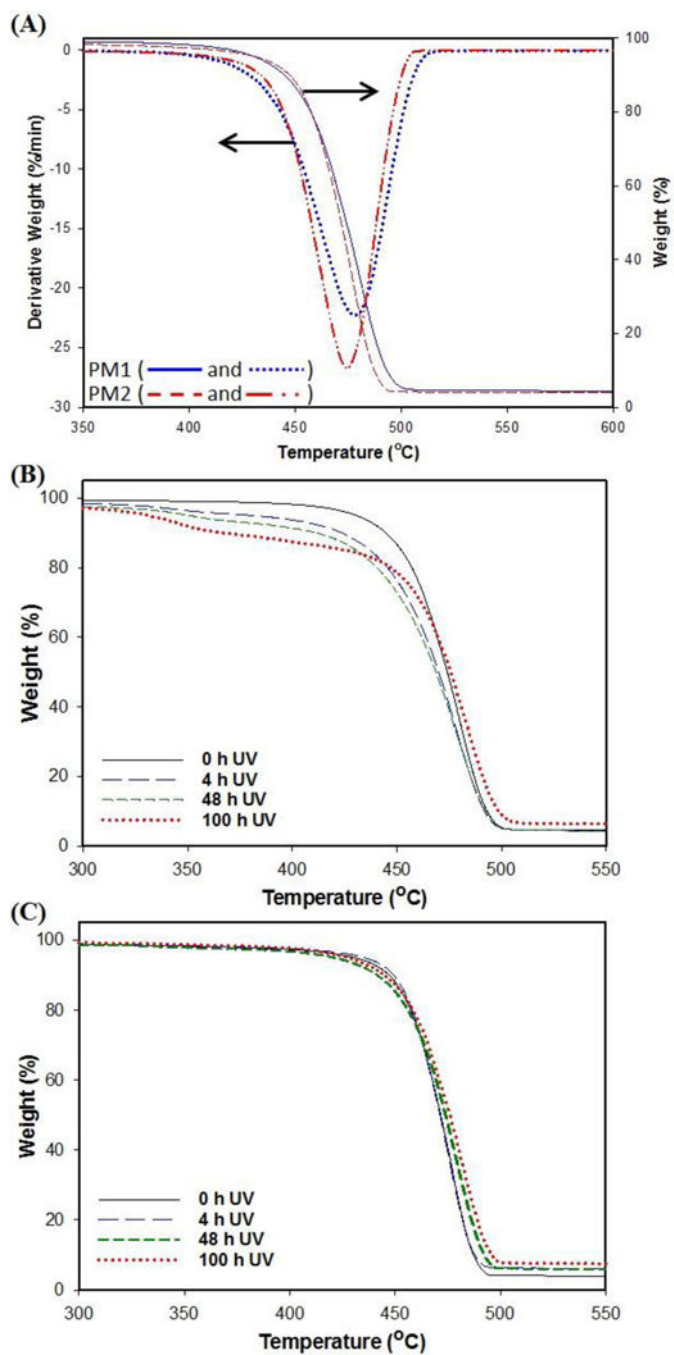 (A)
0
-5
-10
-15
-20
-25
-30
Derivative Weight (%/min)
100
80
60
40
20
0
Weight (%)
PM1 ( and )
PM2 ( and )
350 400 450 500 550 600
Temperature (°C)
(B)
100
80
60
40
20
0
Weight (%)
0 h UV
4 h UV
48 h UV
100 h UV
300 350 400 450 500 550
Temperature (°C)
(C)
100
80
60
40
20
0
Weight (%)
0 h UV
4 h UV
48 h UV
100 h UV
300 350 400 450 500 550
Temperature (°C)